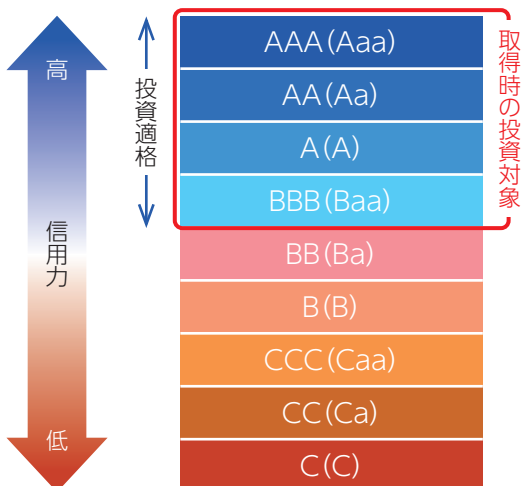 高
信用力
低
投資適格
AAA(Aaa)
AA(Aa)
A(A)
BBB(Baa)
BB(Ba)
B(B)
CCC(Caa)
CC(Ca)
C(C)
取得時の投資対象